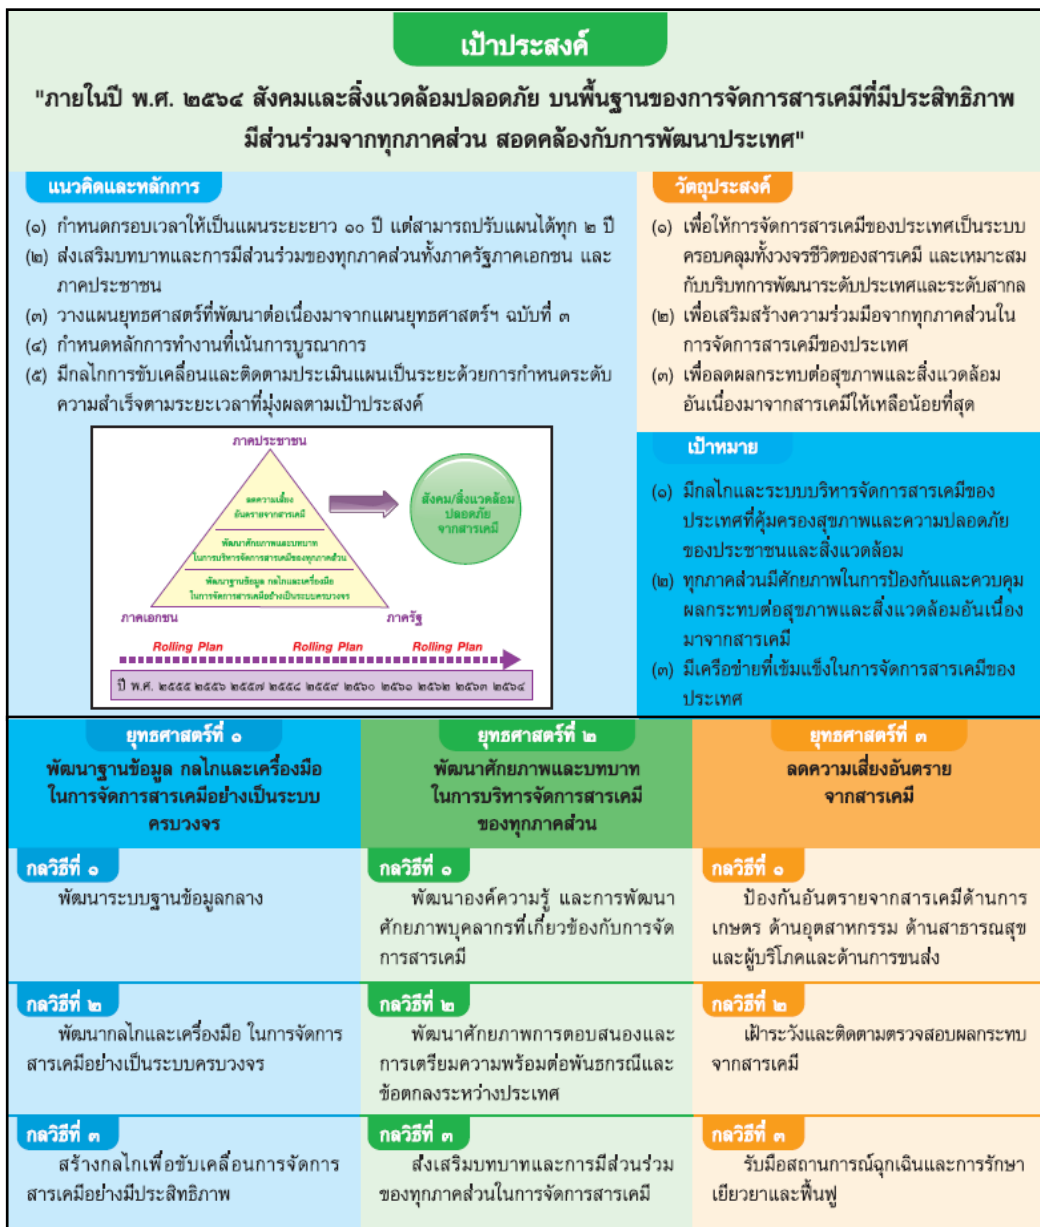 เป้าประสงค์
"ภายในปี พ.ศ. ๒๕๖๔ สังคมและสิ่งแวดล้อมปลอดภัย บนพื้นฐานของการจัดการสารเคมีที่มีประสิทธิภาพ
มีส่วนร่วมจากทุกภาคส่วน สอดคล้องกับการพัฒนาประเทศ"
แนวคิดและหลักการ
(๑) กำหนดกรอบเวลาให้เป็นแผนระยะยาว ๑๐ ปี แต่สามารถปรับแผนได้ทุก ๒ ปี
(๒) ส่งเสริมบทบาทและการมีส่วนร่วมของทุกภาคส่วนทั้งภาครัฐภาคเอกชน และ
ภาคประชาชน
(๓) วางแผนยุทธศาสตร์ที่พัฒนาต่อเนื่องมาจากแผนยุทธศาสตร์ฯ ฉบับที่ ๓
(๔) กำหนดหลักการทำงานที่เน้นการบูรณาการ
(๕) มีกลไกการขับเคลื่อนและติดตามประเมินแผนเป็นระยะด้วยการกำหนดระดับ
ความสำเร็จตามระยะเวลาที่มุ่งผลตามเป้าประสงค์
ภาคประชาชน
ลดความเสี่ยง
อันตรายจากสารเคมี
พัฒนาศักยภาพและบทบาท
ในการบริหารจัดการสารเคมีของทุกภาคส่วน
พัฒนาฐานข้อมูล กลไกและเครื่องมือ
ในการจัดการสารเคมีอย่างเป็นระบบครบวงจร
ภาคเอกชน
ภาครัฐ
สังคม/สิ่งแวดล้อม
ปลอดภัย
จากสารเคมี
Rolling Plan
Rolling Plan
Rolling Plan
ปี พ.ศ. ๒๕๕๕ ๒๕๕๖ ๒๕๕๗ ๒๕๕๘ ๒๕๕๙ ๒๕๖๐ ๒๕๖๑ ๒๕๖๒ ๒๕๖๓ ๒๕๖๔
วัตถุประสงค์
(๑) เพื่อให้การจัดการสารเคมีของประเทศเป็นระบบ
ครอบคลุมทั้งวงจรชีวิตของสารเคมี และเหมาะสม
กับบริบทการพัฒนาระดับประเทศและระดับสากล
(๒) เพื่อเสริมสร้างความร่วมมือจากทุกภาคส่วนใน
การจัดการสารเคมีของประเทศ
(๓) เพื่อลดผลกระทบต่อสุขภาพและสิ่งแวดล้อม
อันเนื่องมาจากสารเคมีให้เหลือน้อยที่สุด
เป้าหมาย
(๑) มีกลไกและระบบบริหารจัดการสารเคมีของ
ประเทศที่คุ้มครองสุขภาพและความปลอดภัย
ของประชาชนและสิ่งแวดล้อม
(๒) ทุกภาคส่วนมีศักยภาพในการป้องกันและควบคุม
ผลกระทบต่อสุขภาพและสิ่งแวดล้อมอันเนื่อง
มาจากสารเคมี
(๓) มีเครือข่ายที่เข้มแข็งในการจัดการสารเคมีของ
ประเทศ
ยุทธศาสตร์ที่ ๑
พัฒนาฐานข้อมูล กลไกและเครื่องมือ
ในการจัดการสารเคมีอย่างเป็นระบบ
ครบวงจร
กลวิธีที่ ๑
พัฒนาระบบฐานข้อมูลกลาง
กลวิธีที่ ๒
พัฒนากลไกและเครื่องมือ ในการจัดการ
สารเคมีอย่างเป็นระบบครบวงจร
กลวิธีที่ ๓
สร้างกลไกเพื่อขับเคลื่อนการจัดการ
สารเคมีอย่างมีประสิทธิภาพ
ยุทธศาสตร์ที่ ๒
พัฒนาศักยภาพและบทบาท
ในการบริหารจัดการสารเคมี
ของทุกภาคส่วน
กลวิธีที่ ๑
พัฒนาองค์ความรู้ และการพัฒนา
ศักยภาพบุคลากรที่เกี่ยวข้องกับการจัด
การสารเคมี
กลวิธีที่ ๒
พัฒนาศักยภาพการตอบสนองและ
การเตรียมความพร้อมต่อพันธกรณีและ
ข้อตกลงระหว่างประเทศ
กลวิธีที่ ๓
ส่งเสริมบทบาทและการมีส่วนร่วม
ของทุกภาคส่วนในการจัดการสารเคมี
ยุทธศาสตร์ที่ ๓
ลดความเสี่ยงอันตราย
จากสารเคมี
กลวิธีที่ ๑
ป้องกันอันตรายจากสารเคมีด้านการ
เกษตร ด้านอุตสาหกรรม ด้านสาธารณสุข
และผู้บริโภคและด้านการขนส่ง
กลวิธีที่ ๒
เฝ้าระวังและติดตามตรวจสอบผลกระทบ
จากสารเคมี
กลวิธีที่ ๓
รับมือสถานการณ์ฉุกเฉินและการรักษา
เยียวยาและฟื้นฟู